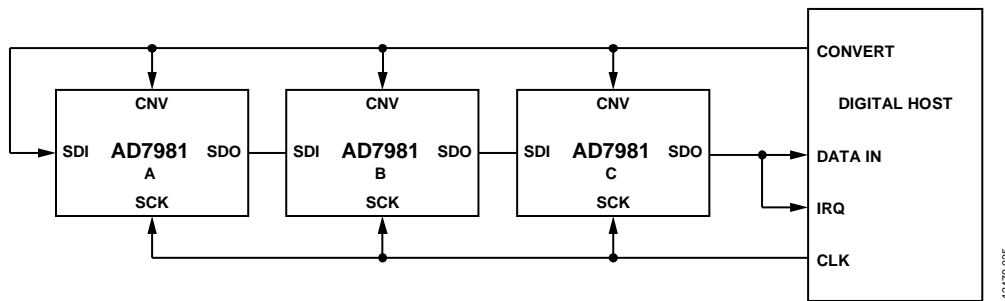 CONVERT
CNV
CNV
CNV
DIGITAL HOST
SDI AD7981 SDO
A
SCK
SDI AD7981 SDO
B
SCK
SDI AD7981 SDO
C
SCK
DATA IN
IRQ
CLK